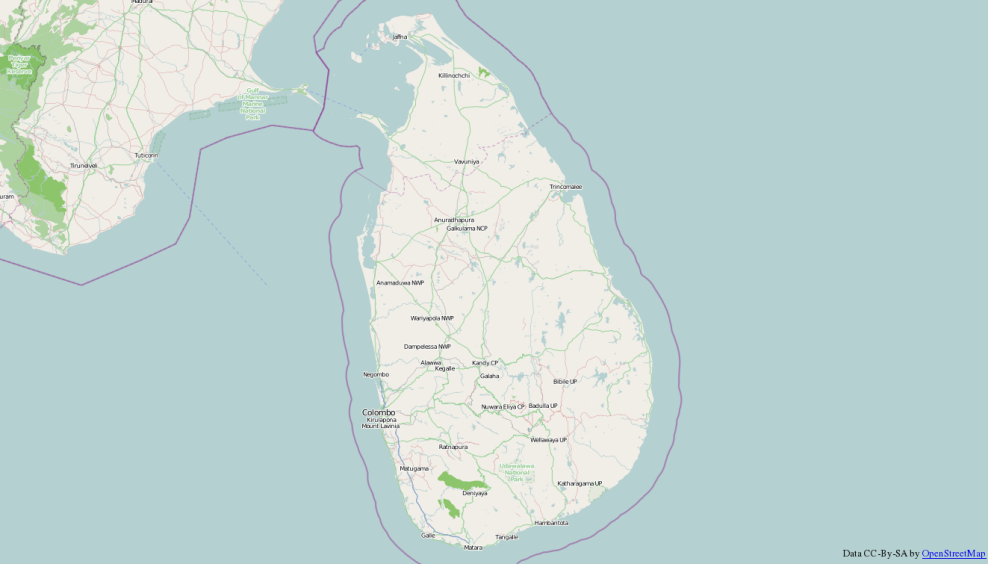 Madurai
Jaffna
Periyar
Tiger
Reserve
Killinochchi
Gulf
of Mannar
Marine
National
Park
Tuticorin
Tirunelveli
Vavuniya
uram
Trincomalee
Anuradhapura
Galkulama NCP
Anamaduwa NWP
Wariyapola NWP
Dampelessa NWP
Alawwa
Kandy CP
Kegalle
Negombo
Galaha
Bibile UP
Nuwara Eliya CP
Badulla UP
Colombo
Kirulapona
Mount Lavinia
Wellawaya UP
Ratnapura
Matugama
Udawalawa
National
Park
Katharagama UP
Deniyaya
Hambantota
Galle
Tangalle
Matara
Data CC-By-SA by OpenStreetMap